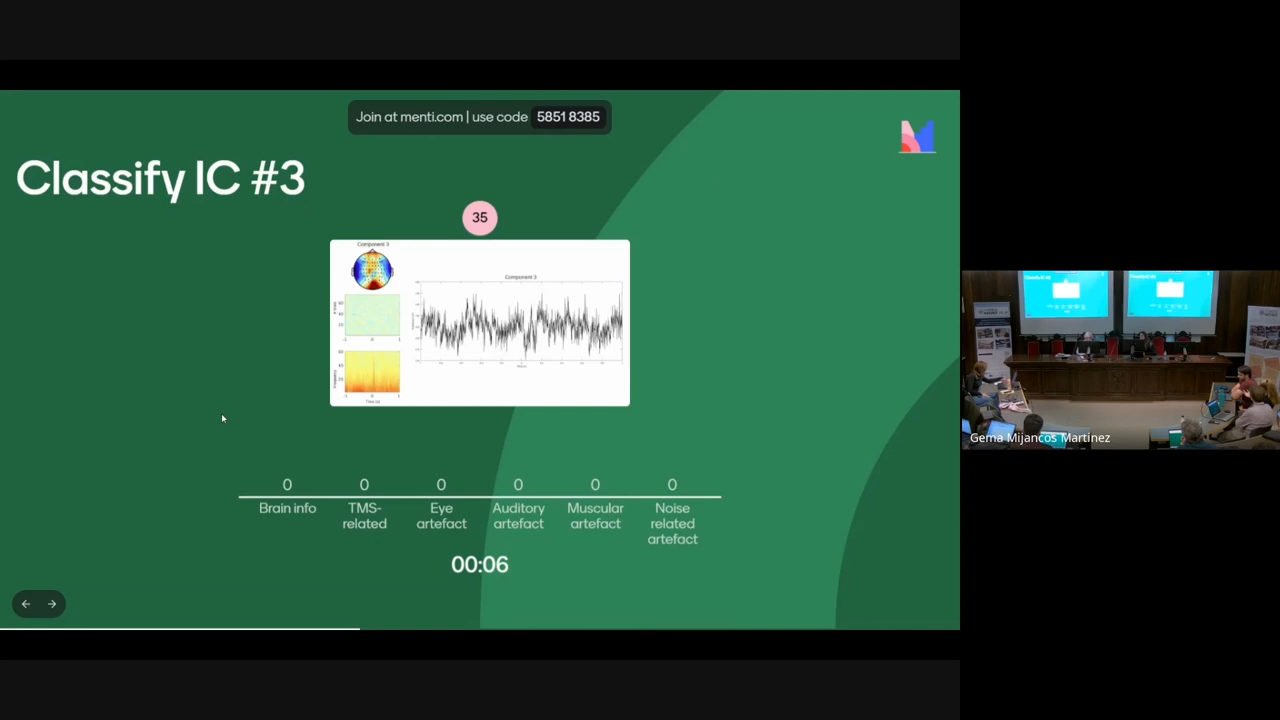 Join at menti.com | use code 5851 8385
Classify IC #3
35
Component 3
Component 3
0 0 0 0 0 0
Brain info
TMS-related
Eye artefact
Auditory artefact
Muscular artefact
Noise related artefact
00:06
Gema Mijancos Martínez